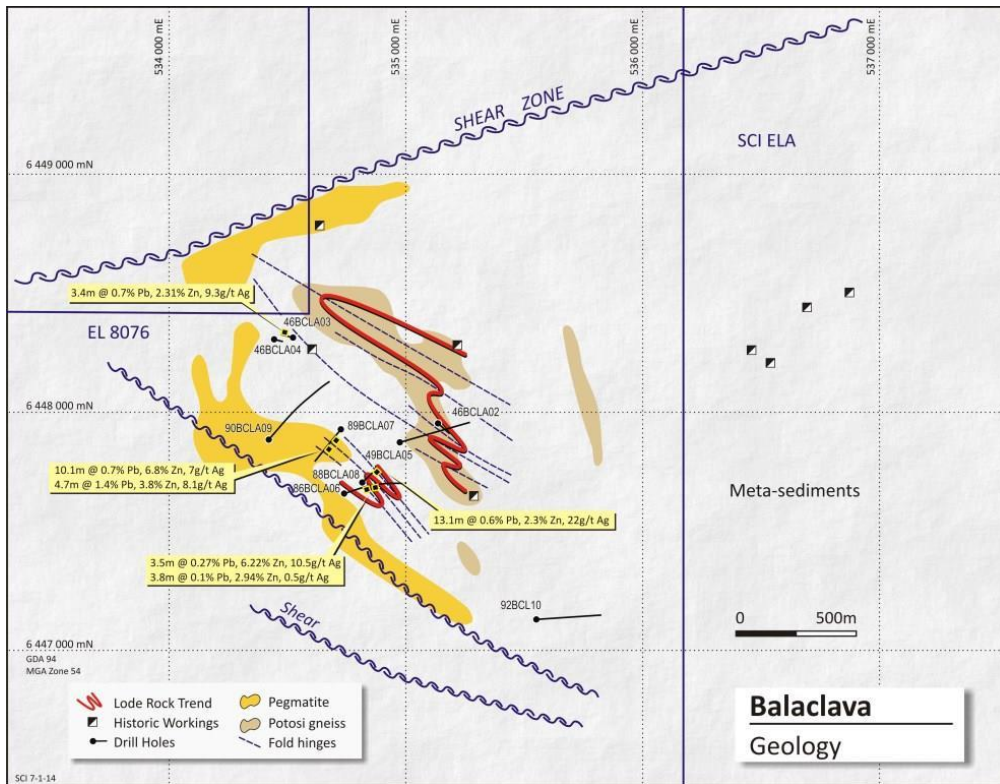 534 000 mE
535 000 mE
536 000 mE
537 000 mE
SHEAR ZONE
SCI ELA
6 449 000 mN
3.4m @ 0.7% Pb, 2.31% Zn, 9.3g/t Ag
46BCLA03
EL 8076
46BCLA04
6 448 000 mN
46BCLA02
90BCLA09
89BCLA07
49BCLA05
10.1m @ 0.7% Pb, 6.8% Zn, 7g/t Ag
4.7m @ 1.4% Pb, 3.8% Zn, 8.1g/t Ag
88BCLA08
86BCLA06
Meta-sediments
13.1m @ 0.6% Pb, 2.3% Zn, 22g/t Ag
3.5m @ 0.27% Pb, 6.22% Zn, 10.5g/t Ag
3.8m @ 0.1% Pb, 2.94% Zn, 0.5g/t Ag
92BCL10
Shear
0 500m
6 447 000 mN
GDA 94
MGA Zone 54
Lode Rock Trend
Historic Workings
Drill Holes
Pegmatite
Potosi gneiss
Fold hinges
Balaclava
Geology
SCI 7-1-14